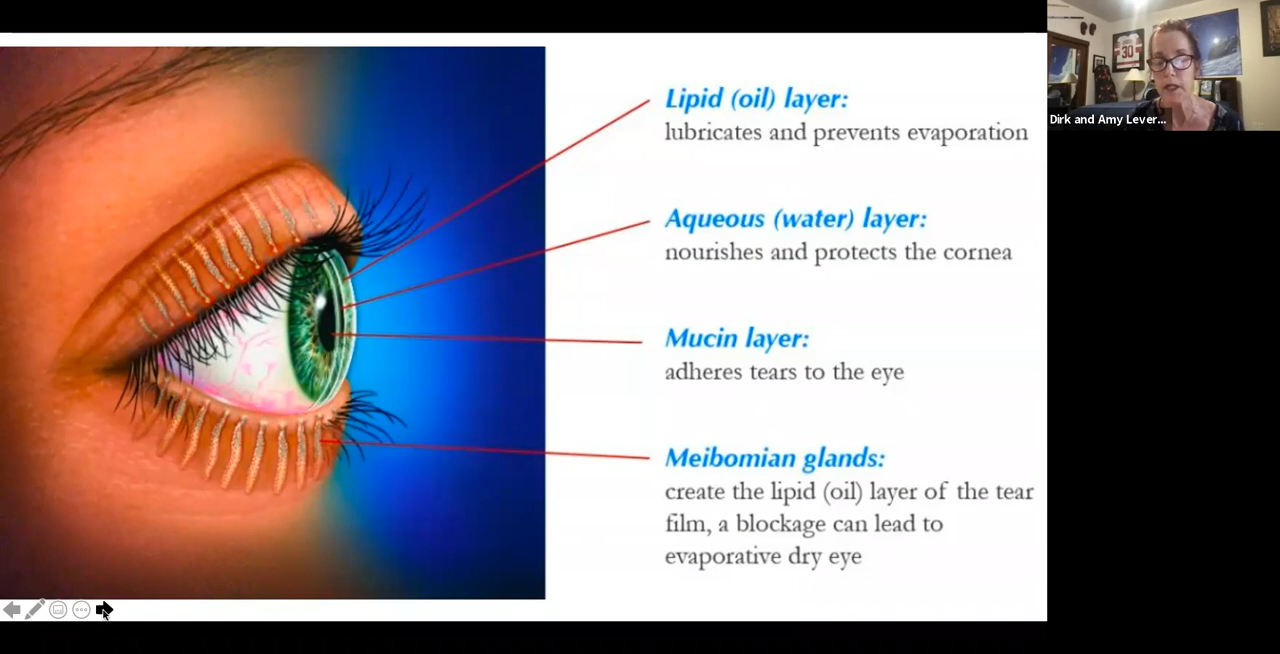 Lipid (oil) layer:
lubricates and prevents evaporation
Aqueous (water) layer:
nourishes and protects the cornea
Mucin layer:
adheres tears to the eye
Meibomian glands:
create the lipid (oil) layer of the tear
film, a blockage can lead to
evaporative dry eye
30
Dirk and Amy Lever...